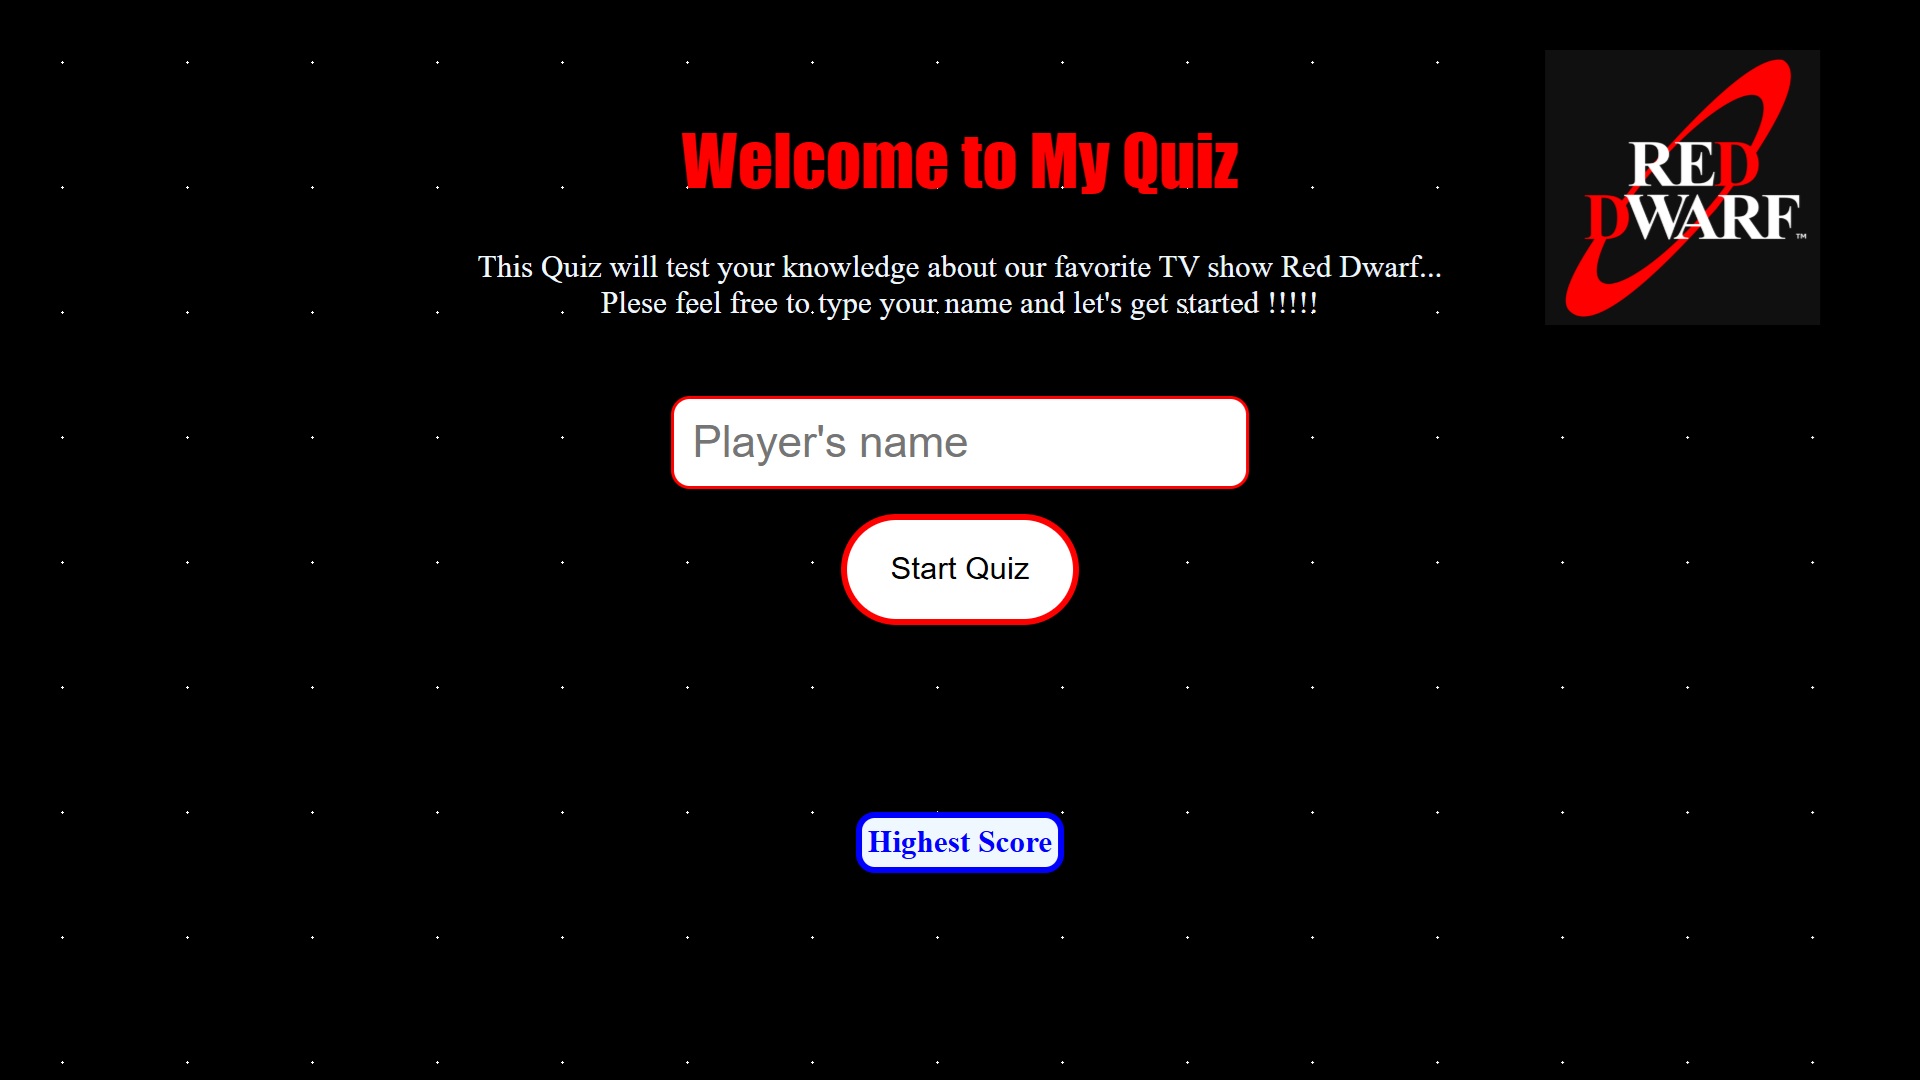 Welcome to My Quiz
RED
DWARF™
This Quiz will test your knowledge about our favorite TV show Red Dwarf...
Plese feel free to type your name and let's get started !!!!!
Player's name
Start Quiz
Highest Score